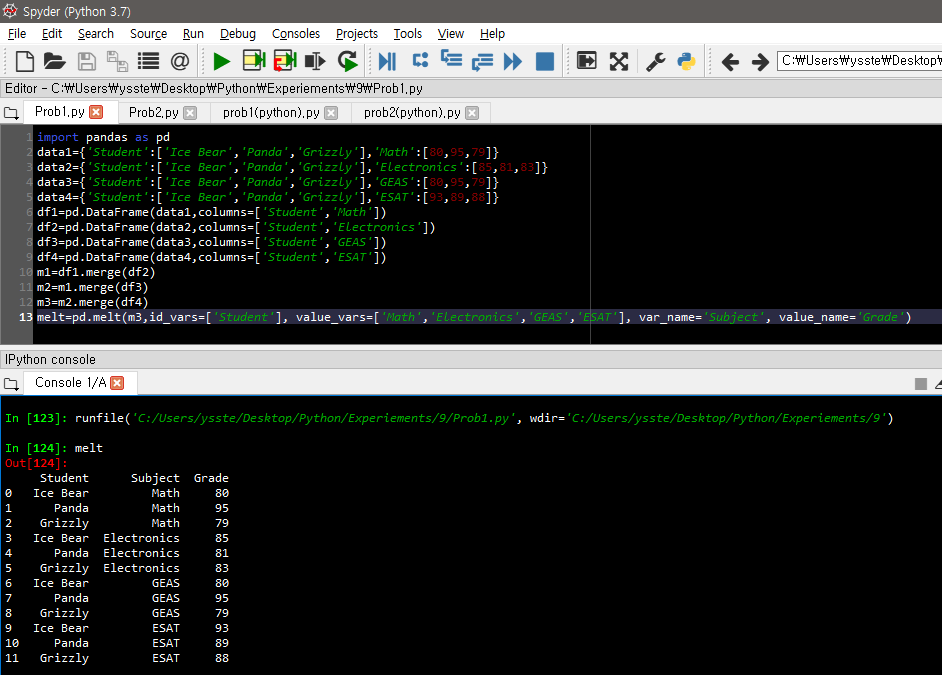 Spyder (Python 3.7)
File Edit Search Source Run Debug Consoles Projects Tools View Help
C:₩Users₩ysste₩Desktop₩
Editor - C:₩Users₩ysste₩Desktop₩Python₩Experiements₩9₩Prob1.py
Prob1.py Prob2.py prob1(python).py prob2(python).py
1 import pandas as pd
2 data1={'Student':['Ice Bear','Panda','Grizzly'],'Math':[80,95,79]}
3 data2={'Student':['Ice Bear','Panda','Grizzly'],'Electronics':[85,81,83]}
4 data3={'Student':['Ice Bear','Panda','Grizzly'],'GEAS':[80,95,79]}
5 data4={'Student':['Ice Bear','Panda','Grizzly'],'ESAT':[93,89,88]}
6 df1=pd.DataFrame(data1,columns=['Student','Math'])
7 df2=pd.DataFrame(data2,columns=['Student','Electronics'])
8 df3=pd.DataFrame(data3,columns=['Student','GEAS'])
9 df4=pd.DataFrame(data4,columns=['Student','ESAT'])
10 m1=df1.merge(df2)
11 m2=m1.merge(df3)
12 m3=m2.merge(df4)
13 melt=pd.melt(m3,id_vars=['Student'], value_vars=['Math','Electronics','GEAS','ESAT'], var_name='Subject', value_name='Grade')
IPython console
Console 1/A
In [123]: runfile('C:/Users/ysste/Desktop/Python/Experiements/9/Prob1.py', wdir='C:/Users/ysste/Desktop/Python/Experiements/9')
In [124]: melt
Out[124]:
Student Subject Grade
0 Ice Bear Math 80
1 Panda Math 95
2 Grizzly Math 79
3 Ice Bear Electronics 85
4 Panda Electronics 81
5 Grizzly Electronics 83
6 Ice Bear GEAS 80
7 Panda GEAS 95
8 Grizzly GEAS 79
9 Ice Bear ESAT 93
10 Panda ESAT 89
11 Grizzly ESAT 88